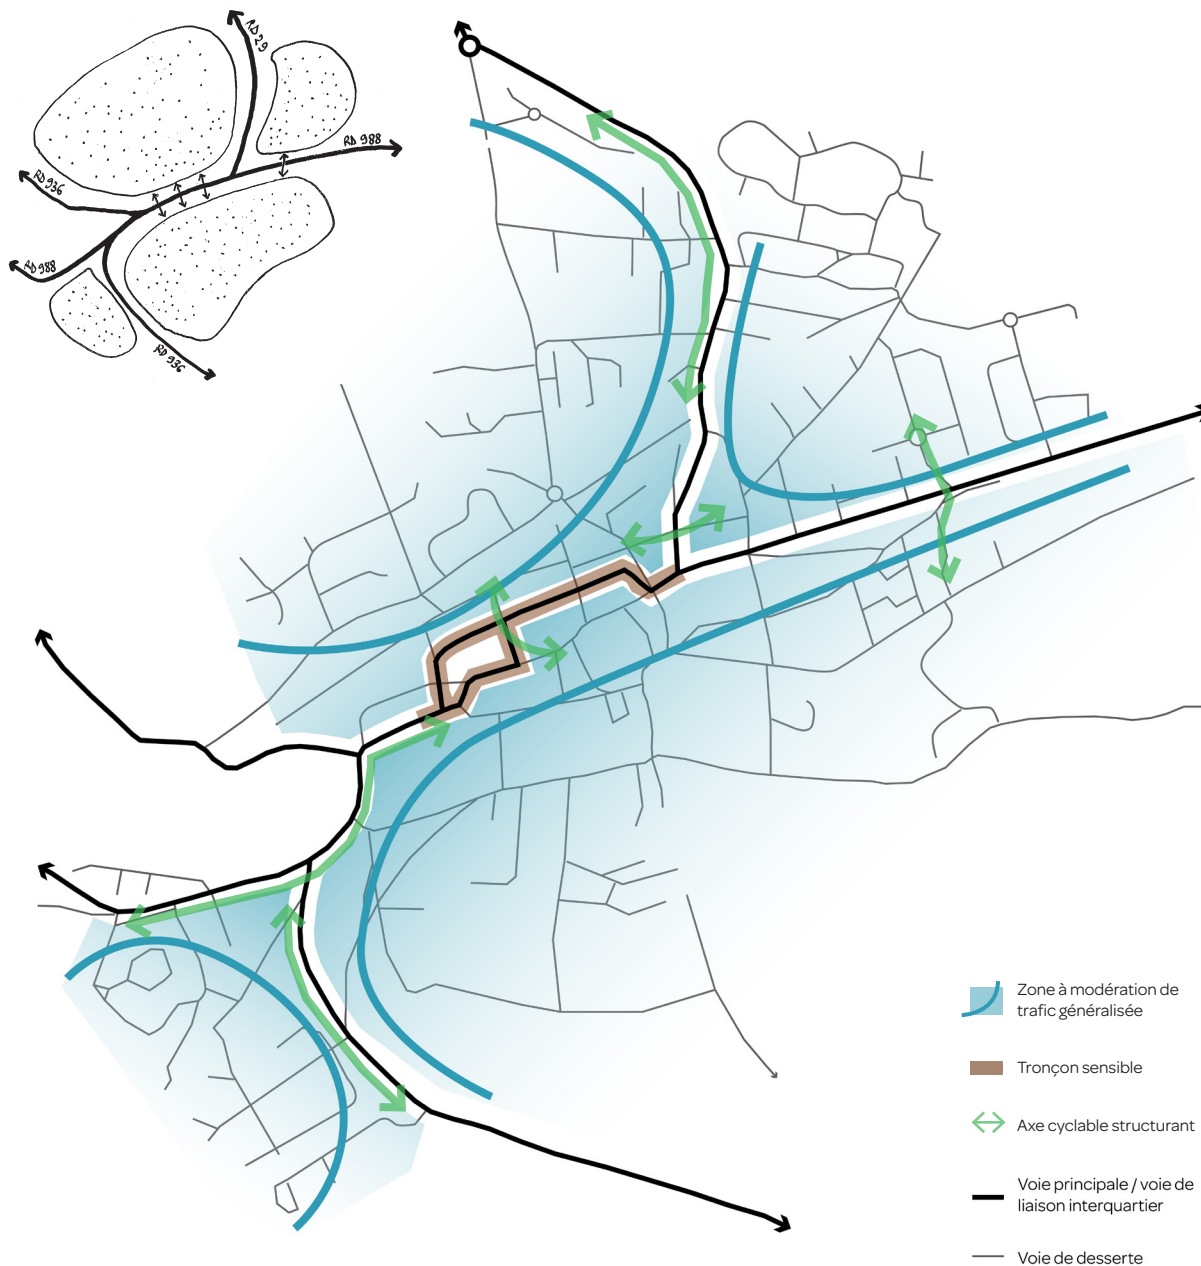 RD 29
RD 988
RD 936
RD 988
RD 936
Zone à modération de
trafic généralisée
Tronçon sensible
Axe cyclable structurant
Voie principale / voie de
liaison interquartier
Voie de desserte